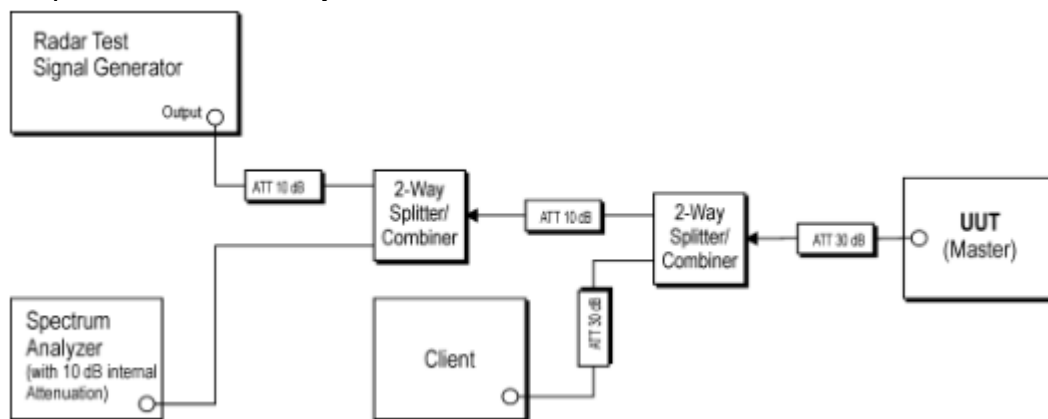 Radar Test
Signal Generator
Output
ATT 10 dB
2-Way
Splitter/
Combiner
ATT 10 dB
2-Way
Splitter/
Combiner
ATT 30 dB
UUT
(Master)
Spectrum
Analyzer
(with 10 dB internal
Attenuation)
Client
ATT 30 dB